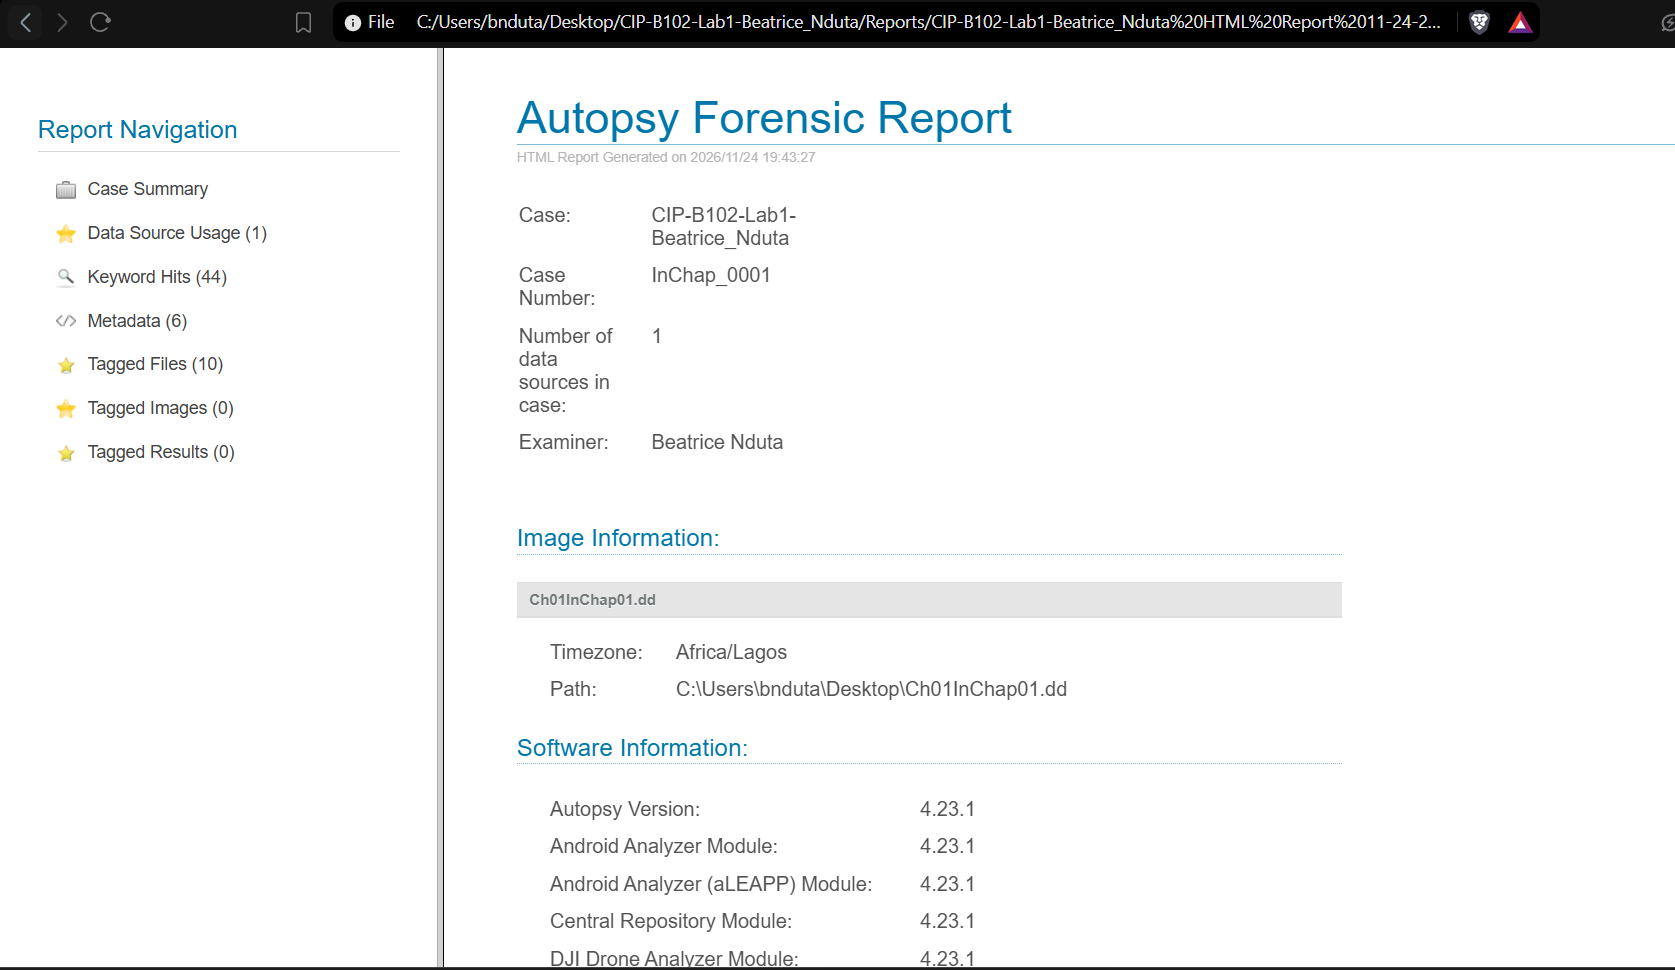 File C:/Users/bnduta/Desktop/CIP-B102-Lab1-Beatrice_Nduta/Reports/CIP-B102-Lab1-Beatrice_Nduta%20HTML%20Report%2011-24-2...
Report Navigation
Case Summary
Data Source Usage (1)
Keyword Hits (44)
Metadata (6)
Tagged Files (10)
Tagged Images (0)
Tagged Results (0)
Autopsy Forensic Report
HTML Report Generated on 2026/11/24 19:43:27
Case: CIP-B102-Lab1-
Beatrice_Nduta
Case InChap_0001
Number:
Number of 1
data
sources in
case:
Examiner: Beatrice Nduta
Image Information:
Ch01InChap01.dd
Timezone: Africa/Lagos
Path: C:\Users\bnduta\Desktop\Ch01InChap01.dd
Software Information:
Autopsy Version: 4.23.1
Android Analyzer Module: 4.23.1
Android Analyzer (aLEAPP) Module: 4.23.1
Central Repository Module: 4.23.1
DJI Drone Analyzer Module: 4.23.1